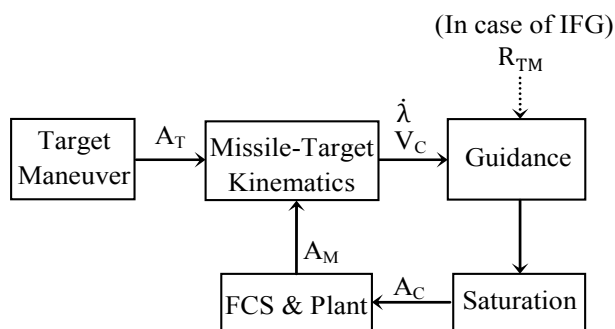 (In case of IFG)
R_TM
Target
Maneuver
A_T
Missile-Target
Kinematics
λ̇
V_C
Guidance
A_M
FCS & Plant
A_C
Saturation